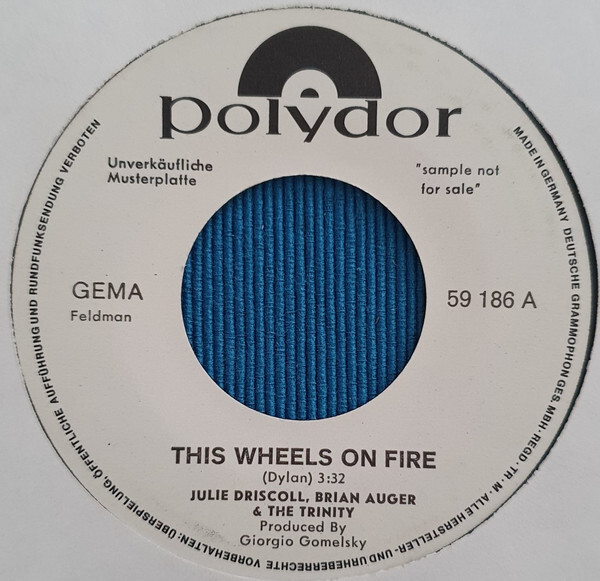 polydor
Unverkäufliche
Musterplatte
"sample not
for sale"
GEMA
Feldman
59 186 A
THIS WHEELS ON FIRE
(Dylan) 3:32
JULIE DRISCOLL, BRIAN AUGER
& THE TRINITY
Produced By
Giorgio Gomelsky
MADE IN GERMANY DEUTSCHE GRAMMOPHON GES. MBH · REGD · TR · M · ALLE HERSTELLER- UND URHEBERRECHTE VORBEHALTEN: ÜBERSPIELUNG, ÖFFENTLICHE AUFFÜHRUNG UND RUNDFUNKSENDUNG VERBOTEN